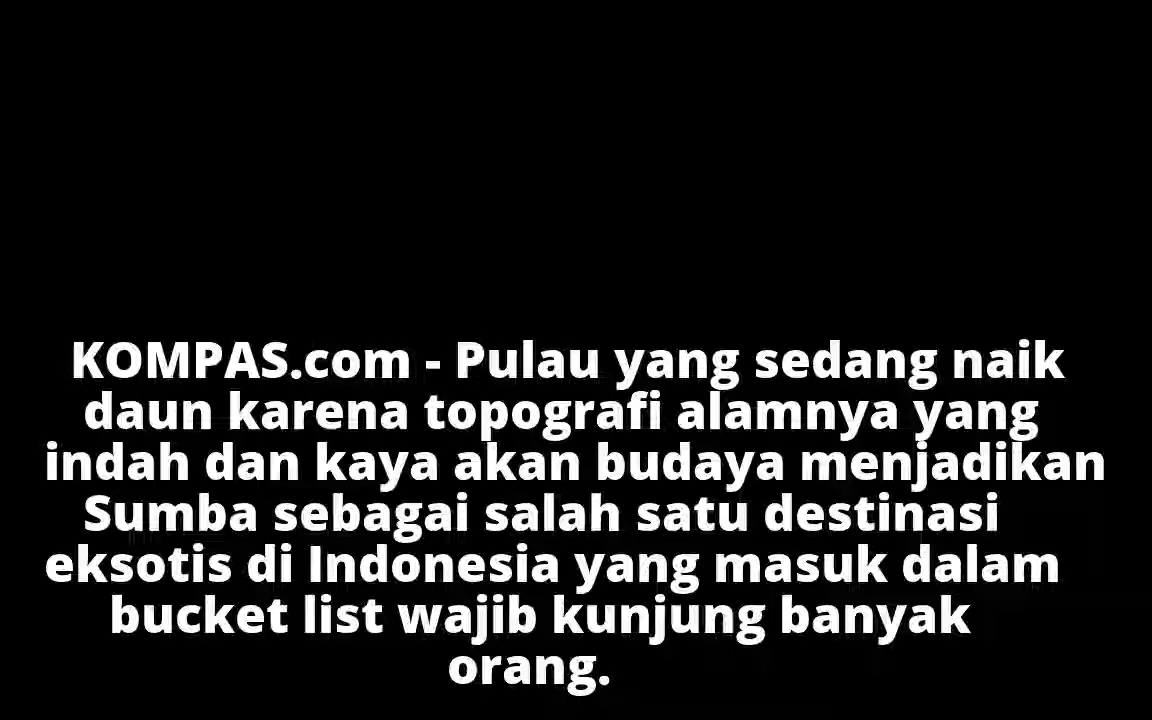 KOMPAS.com - Pulau yang sedang naik
daun karena topografi alamnya yang
indah dan kaya akan budaya menjadikan
Sumba sebagai salah satu destinasi
eksotis di Indonesia yang masuk dalam
bucket list wajib kunjung banyak
orang.